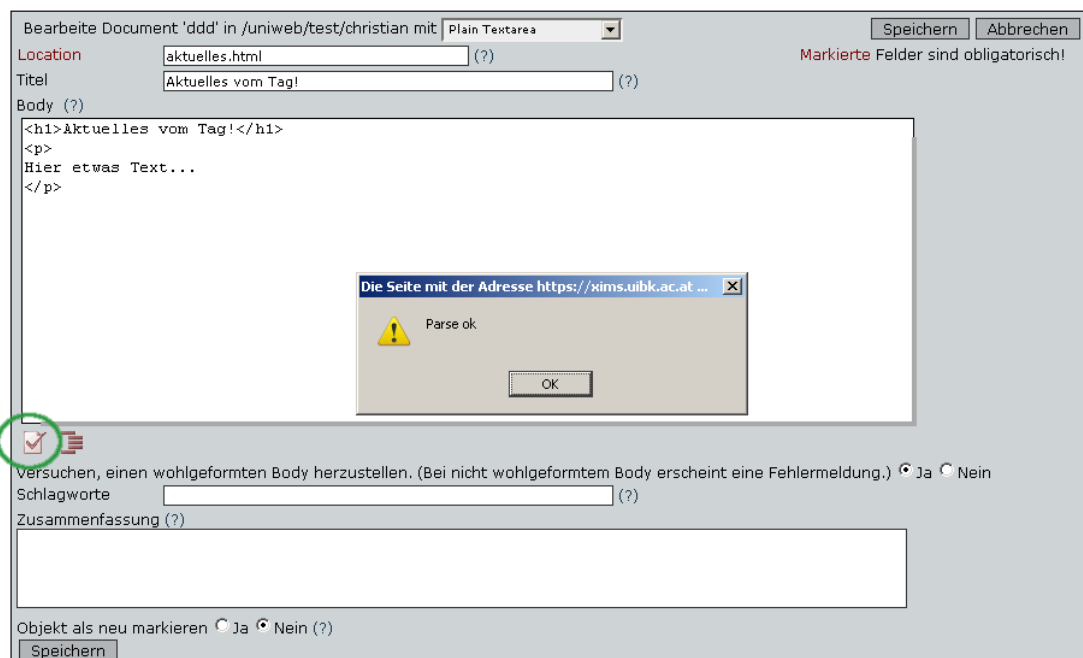 Bearbeite Document 'ddd' in /uniweb/test/christian mit Plain Textarea Speichern Abbrechen
Location aktuelles.html (?) Markierte Felder sind obligatorisch!
Titel Aktuelles vom Tag! (?)
Body (?)
<h1>Aktuelles vom Tag!</h1>
<p>
Hier etwas Text...
</p>
Die Seite mit der Adresse https://xims.uibk.ac.at ...
Parse ok
OK
Versuchen, einen wohlgeformten Body herzustellen. (Bei nicht wohlgeformtem Body erscheint eine Fehlermeldung.) Ja Nein
Schlagworte (?)
Zusammenfassung (?)
Objekt als neu markieren Ja Nein (?)
Speichern